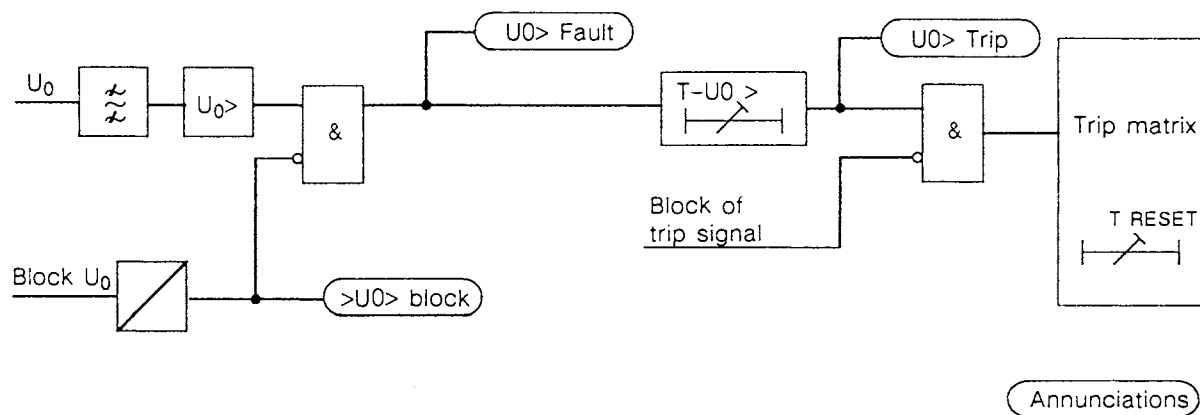 U0> Fault
U0> Trip
U₀
U₀>
&
T-U0 >
&
Trip matrix
Block of
trip signal
T RESET
Block U₀
>U0> block
Annunciations